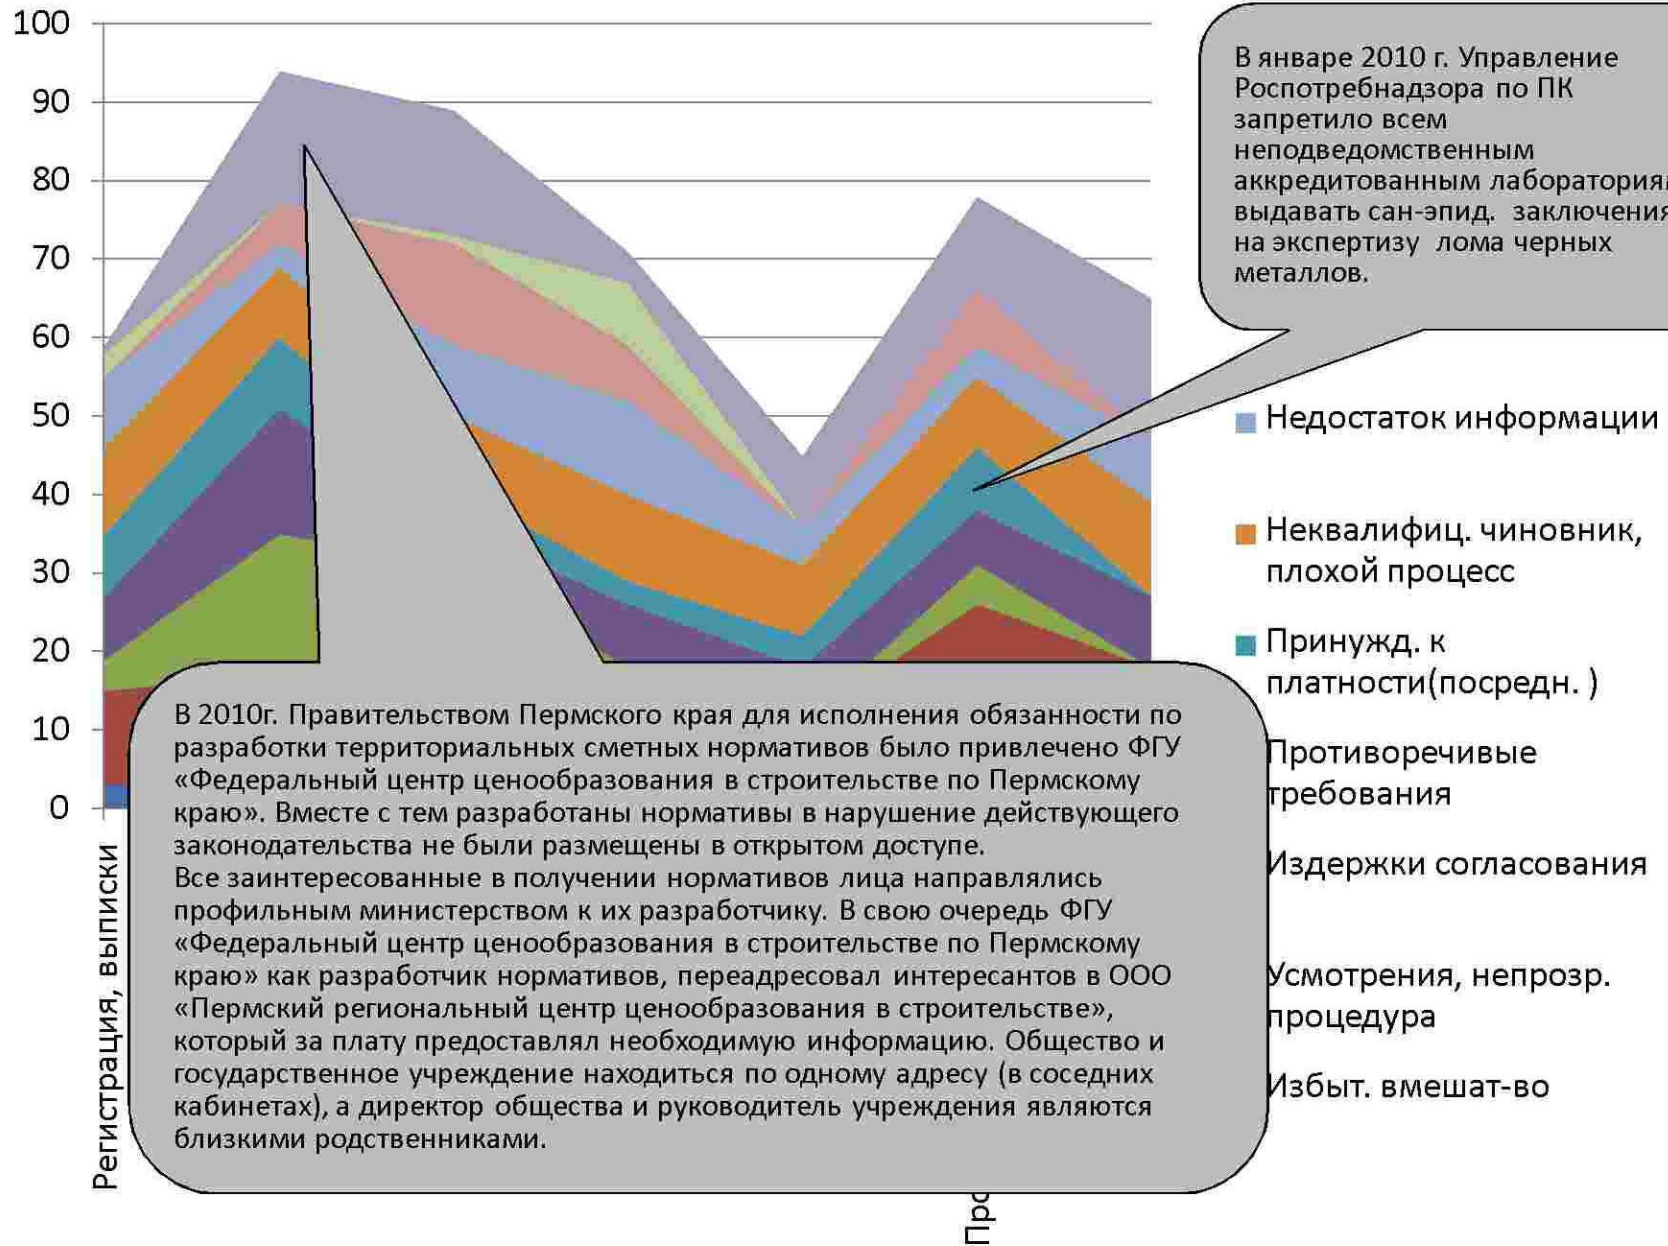 100
90
80
70
60
50
40
30
20
10
0
В январе 2010 г. Управление
Роспотребнадзора по ПК
запретило всем
неподведомственным
аккредитованным
выдавать сан-эпид. заключения
на экспертизу лома черных
металлов.
Недостаток информации
Неквалифиц. чиновник,
плохой процесс
Принужд. к
платности(посредн. )
Противоречивые
требования
Издержки согласования
Усмотрения, непрозр.
процедура
Избыт. вмешат-во
В 2010г. Правительством Пермского края для исполнения обязанности по
разработки территориальных сметных нормативов было привлечено ФГУ
«Федеральный центр ценообразования в строительстве по Пермскому
краю». Вместе с тем разработаны нормативы в нарушение действующего
законодательства не были размещены в открытом доступе.
Все заинтересованные в получении нормативов лица направлялись
профильным министерством к их разработчику. В свою очередь ФГУ
«Федеральный центр ценообразования в строительстве по Пермскому
краю» как разработчик нормативов, переадресовал интересантов в ООО
«Пермский региональный центр ценообразования в строительстве»,
который за плату предоставлял необходимую информацию. Общество и
государственное учреждение находиться по одному адресу (в соседних
кабинетах), а директор общества и руководитель учреждения являются
близкими родственниками.
Регистрация, выписки